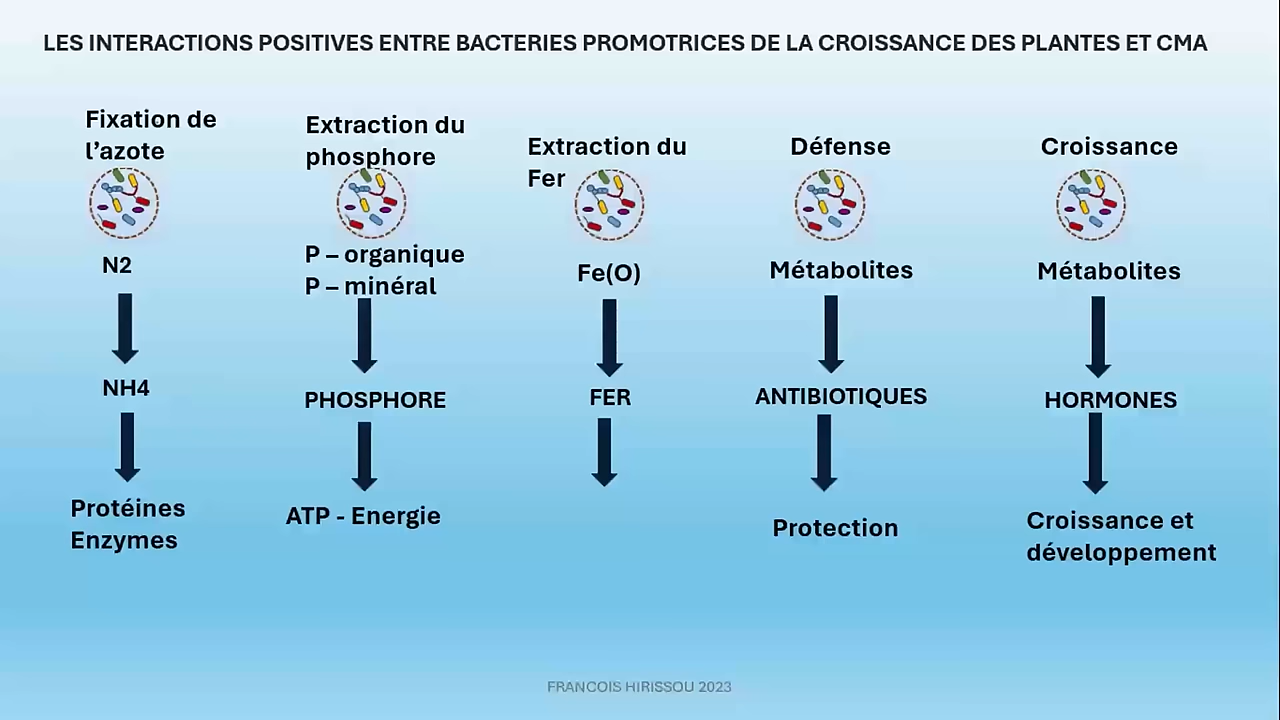 LES INTERACTIONS POSITIVES ENTRE BACTERIES PROMOTRICES DE LA CROISSANCE DES PLANTES ET CMA
Fixation de
l’azote
N2
NH4
Protéines
Enzymes
Extraction du
phosphore
P – organique
P – minéral
PHOSPHORE
ATP - Energie
Extraction du
Fer
Fe(O)
FER
Défense
Métabolites
ANTIBIOTIQUES
Protection
Croissance
Métabolites
HORMONES
Croissance et
développement
FRANCOIS HIRISSOU 2023